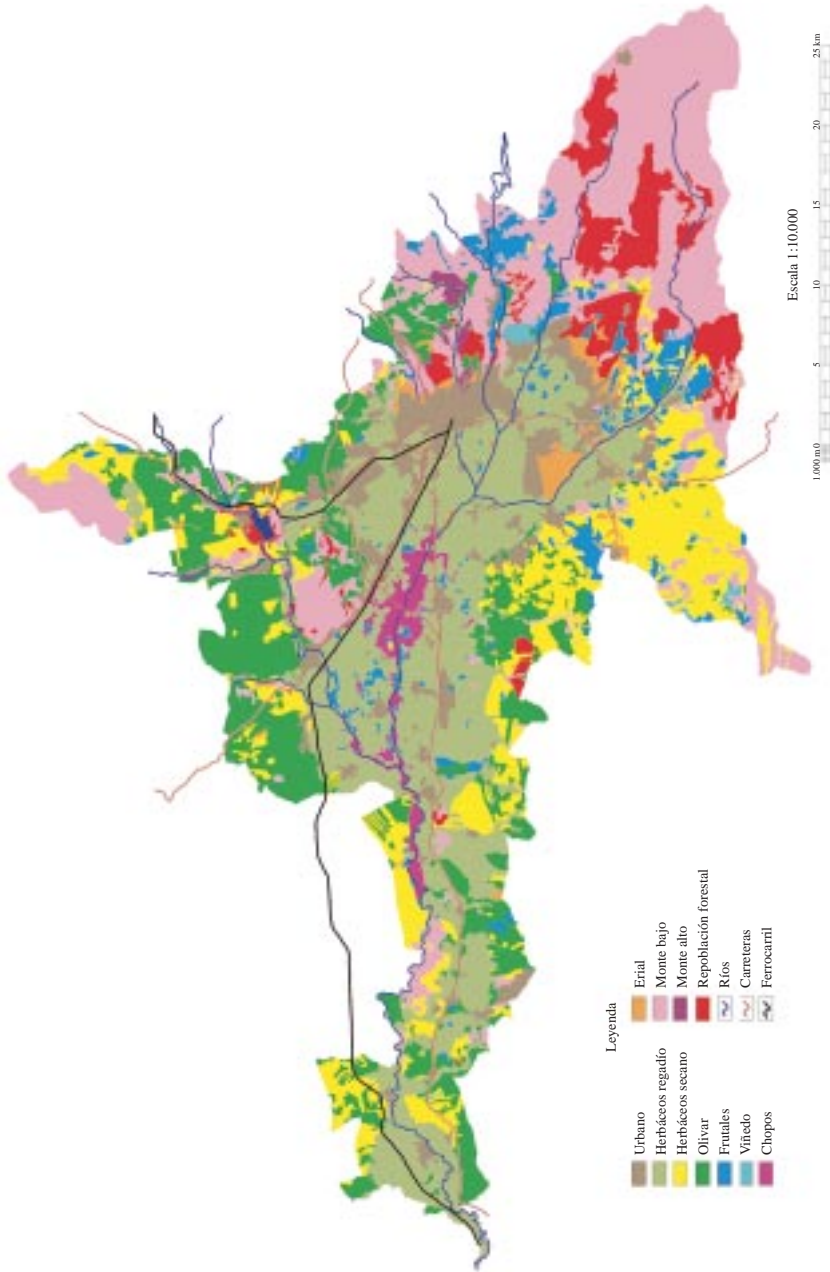 Leyenda
Urbano
Herbáceos regadío
Herbáceos secano
Olivar
Frutales
Viñedo
Chopos
Erial
Monte bajo
Monte alto
Repoblación forestal
Ríos
Carreteras
Ferrocarril
Escala 1:10.000
1.000 m 0 5 10 15 20 25 km